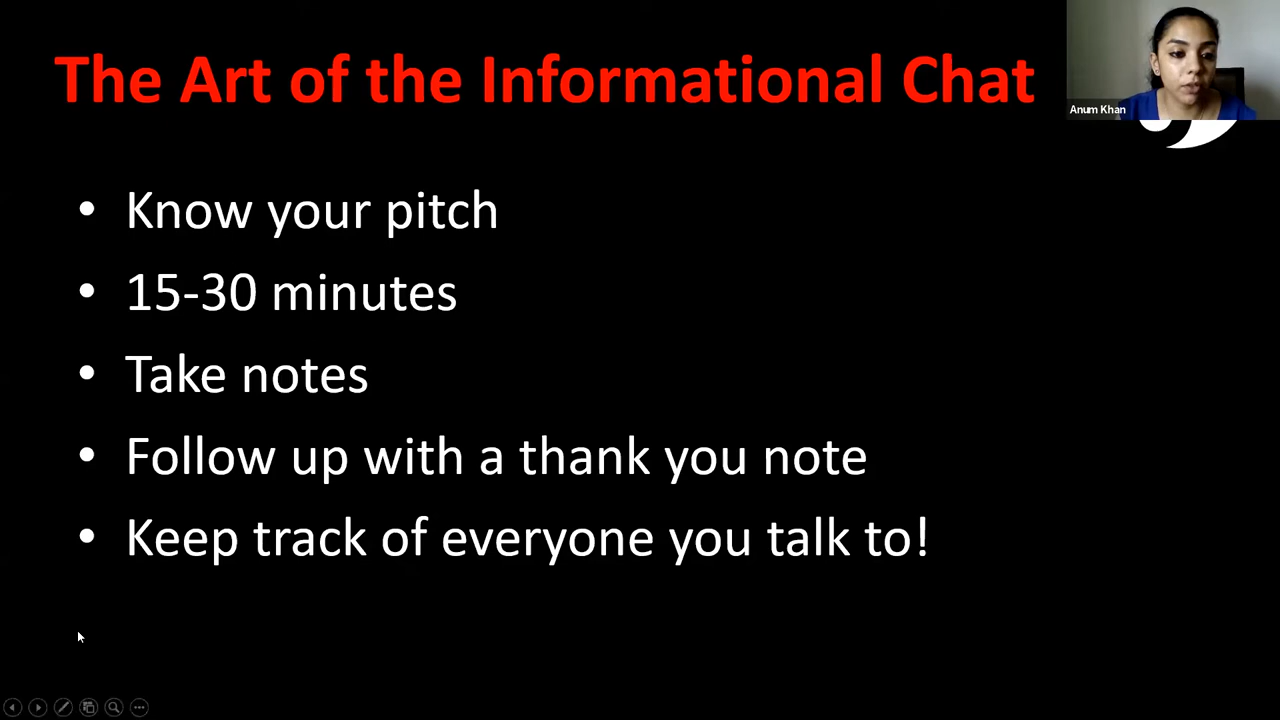 The Art of the Informational Chat
Anum Khan
• Know your pitch
• 15-30 minutes
• Take notes
• Follow up with a thank you note
• Keep track of everyone you talk to!